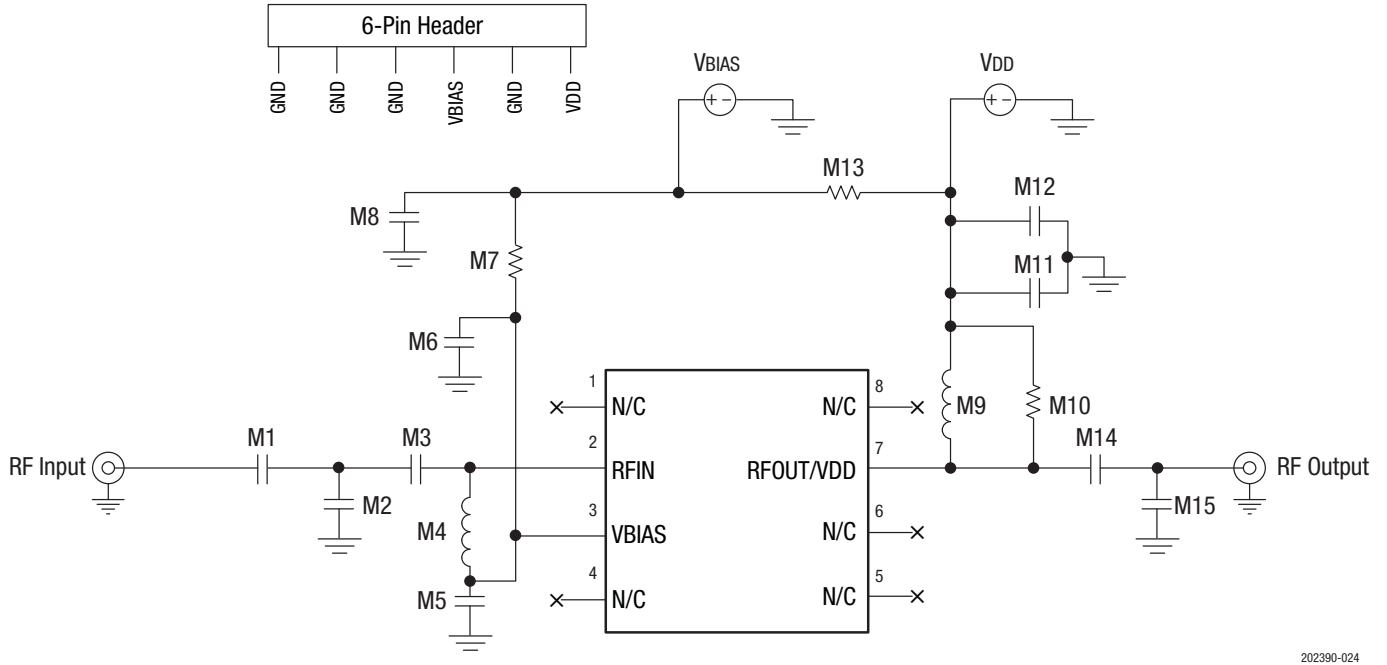 6-Pin Header
GND
GND
GND
VBIAS
GND
VDD
VBIAS
VDD
+ -
+ -
M13
M12
M8
M7
M11
M6
1
N/C
8
N/C
M9
M10
RF Input
M1
M3
2
RFIN
7
RFOUT/VDD
M14
RF Output
M2
M4
3
VBIAS
6
N/C
M15
M5
4
N/C
5
N/C
202390-024